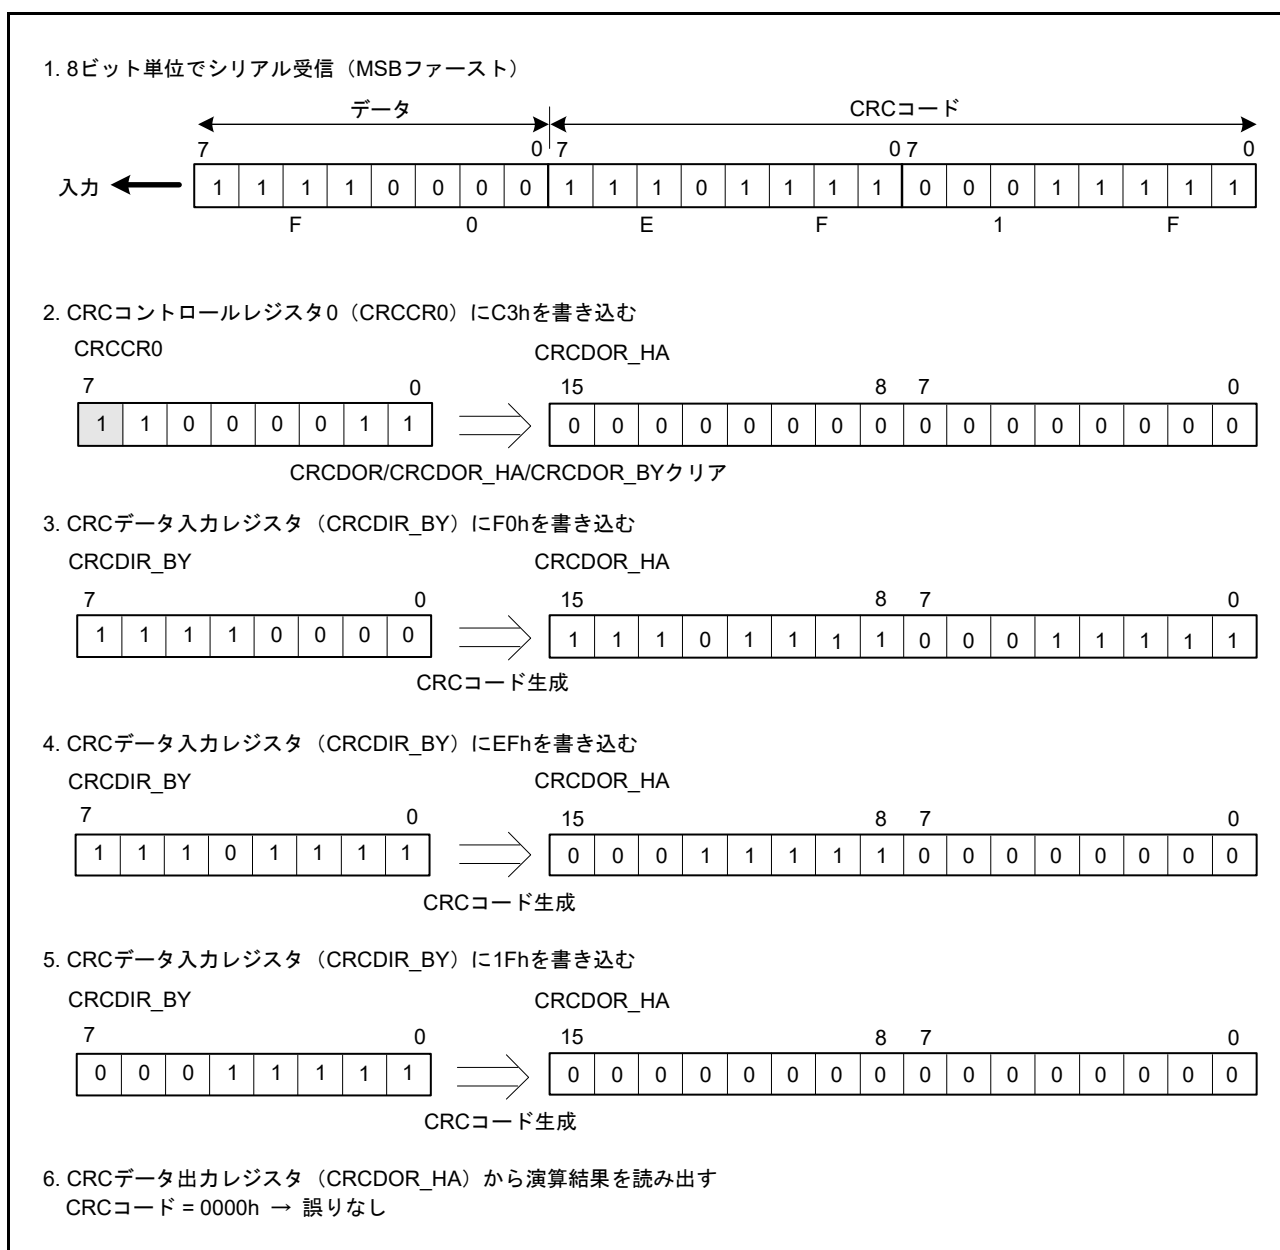 1. 8ビット単位でシリアル受信（MSBファースト）
データ CRCコード
7 0 7 0 7 0
入力 1 1 1 1 0 0 0 0 1 1 1 0 1 1 1 1 0 0 0 1 1 1 1 1
F 0 E F 1 F
2. CRCコントロールレジスタ0（CRCCR0）にC3hを書き込む
CRCCR0 CRCDOR_HA
7 0 15 8 7 0
1 1 0 0 0 0 1 1 0 0 0 0 0 0 0 0 0 0 0 0 0 0 0 0
CRCDOR/CRCDOR_HA/CRCDOR_BYクリア
3. CRCデータ入力レジスタ（CRCDIR_BY）にF0hを書き込む
CRCDIR_BY CRCDOR_HA
7 0 15 8 7 0
1 1 1 1 0 0 0 0 1 1 1 0 1 1 1 1 0 0 0 1 1 1 1 1
CRCコード生成
4. CRCデータ入力レジスタ（CRCDIR_BY）にEFhを書き込む
CRCDIR_BY CRCDOR_HA
7 0 15 8 7 0
1 1 1 0 1 1 1 1 0 0 0 1 1 1 1 1 0 0 0 0 0 0 0 0
CRCコード生成
5. CRCデータ入力レジスタ（CRCDIR_BY）に1Fhを書き込む
CRCDIR_BY CRCDOR_HA
7 0 15 8 7 0
0 0 0 1 1 1 1 1 0 0 0 0 0 0 0 0 0 0 0 0 0 0 0 0
CRCコード生成
6. CRCデータ出力レジスタ（CRCDOR_HA）から演算結果を読み出す
CRCコード = 0000h → 誤りなし